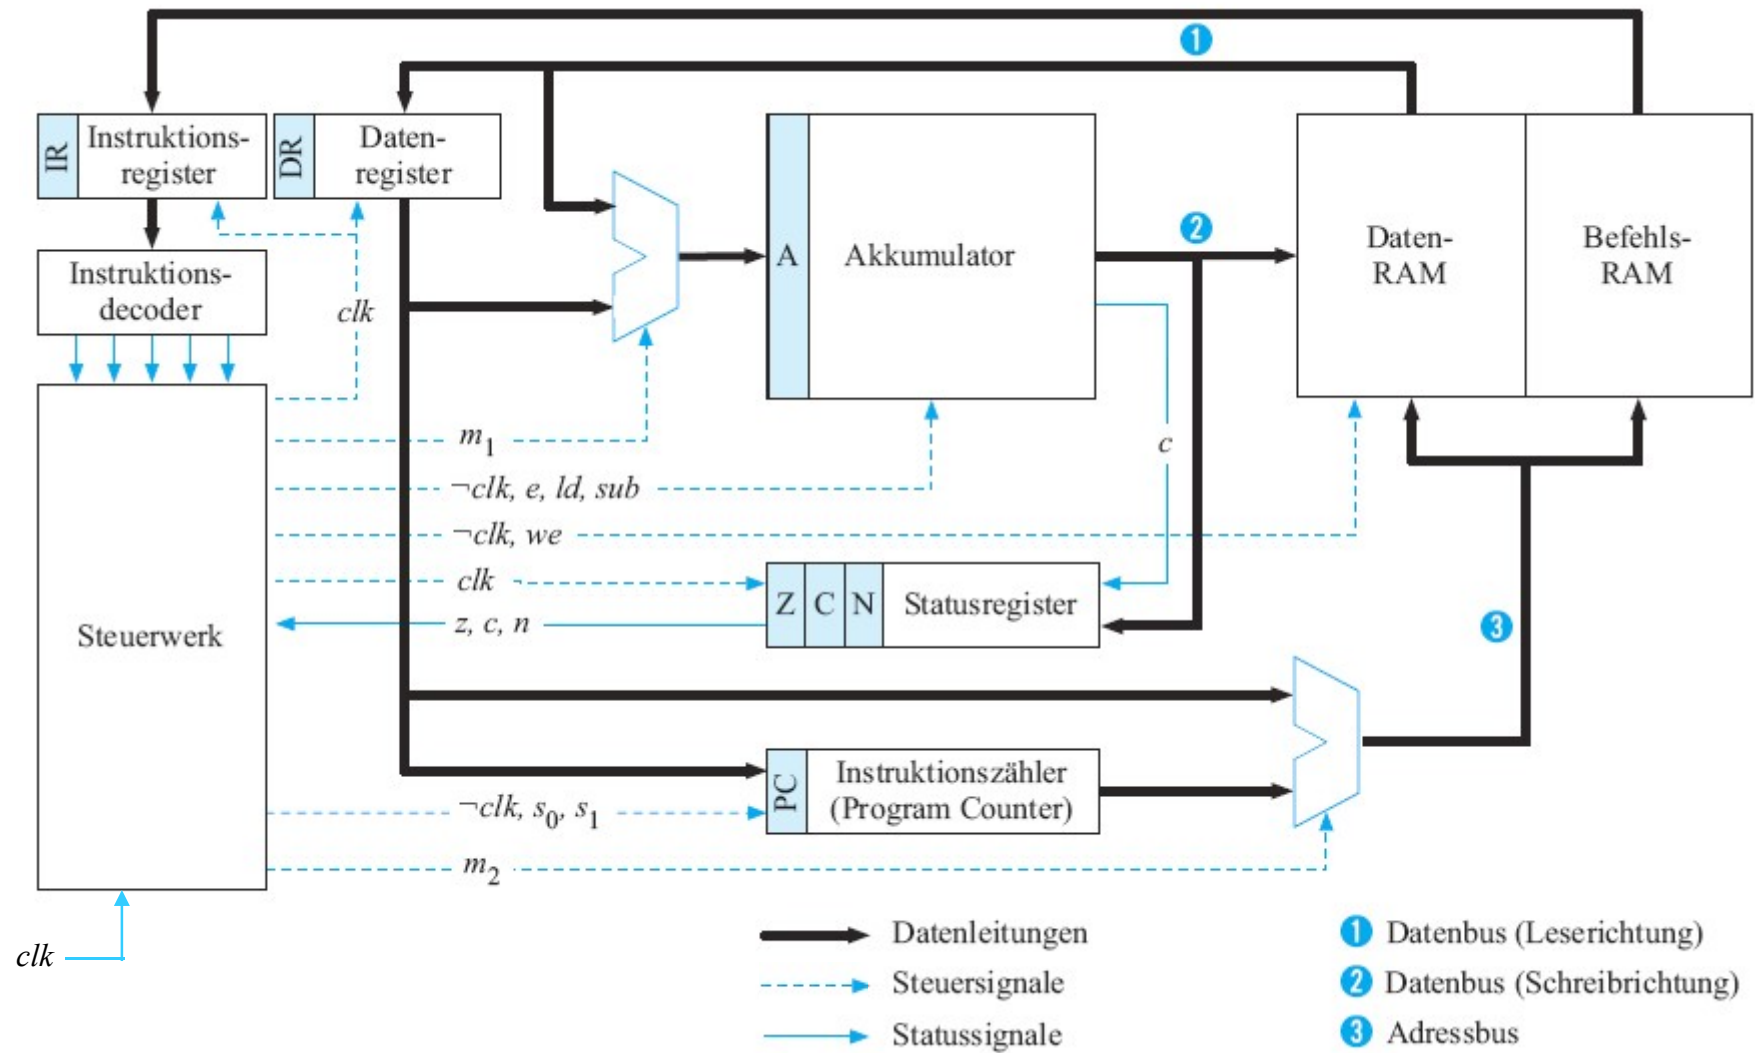 1
IR
Instruktions-
register
DR
Daten-
register
A
Akkumulator
2
Daten-
RAM
Befehls-
RAM
Instruktions-
decoder
clk
m1
c
¬clk, e, ld, sub
¬clk, we
clk
Z C N Statusregister
z, c, n
Steuerwerk
3
PC
Instruktionszähler
(Program Counter)
¬clk, s0, s1
m2
clk
Datenleitungen
Steuersignale
Statussignale
1 Datenbus (Leserichtung)
2 Datenbus (Schreibrichtung)
3 Adressbus